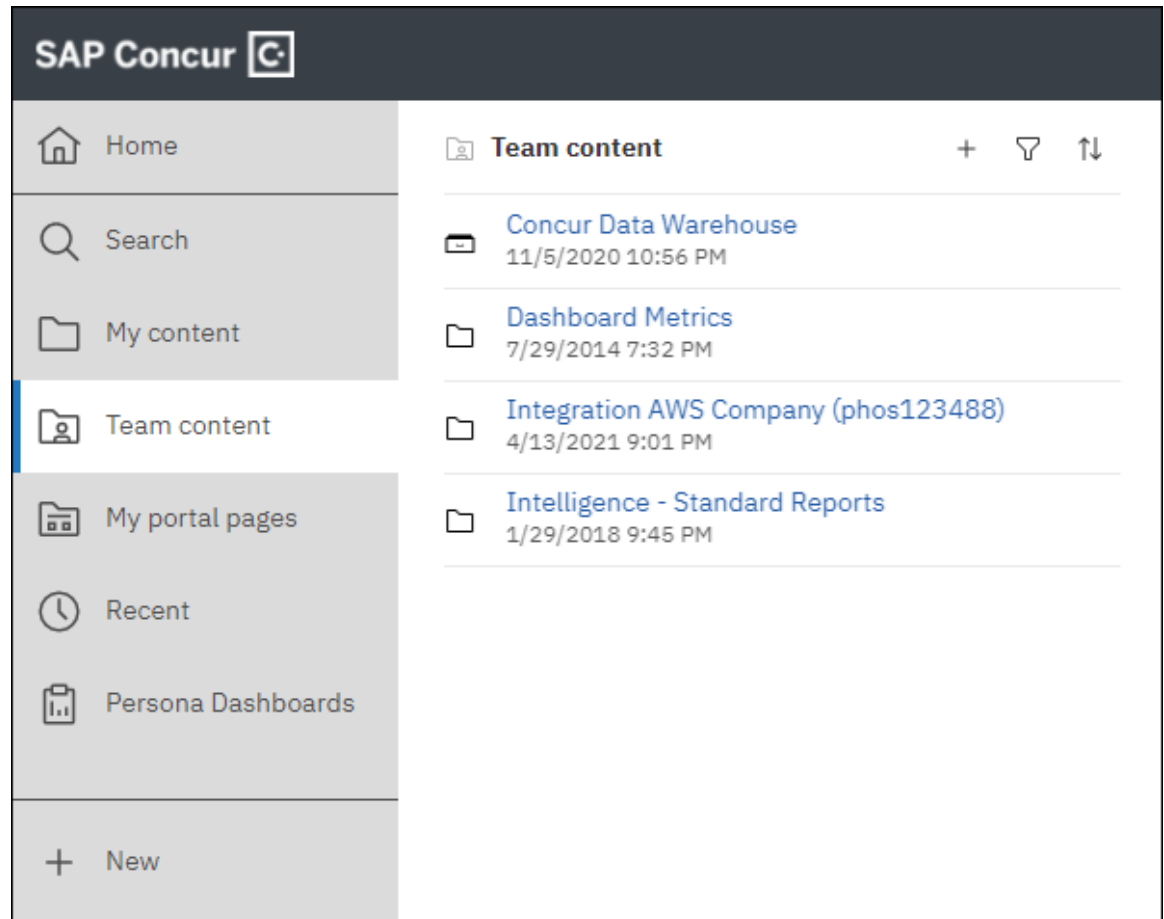 SAP Concur C
Home
Search
My content
Team content
My portal pages
Recent
Persona Dashboards
New
Team content
Concur Data Warehouse
11/5/2020 10:56 PM
Dashboard Metrics
7/29/2014 7:32 PM
Integration AWS Company (phos123488)
4/13/2021 9:01 PM
Intelligence - Standard Reports
1/29/2018 9:45 PM